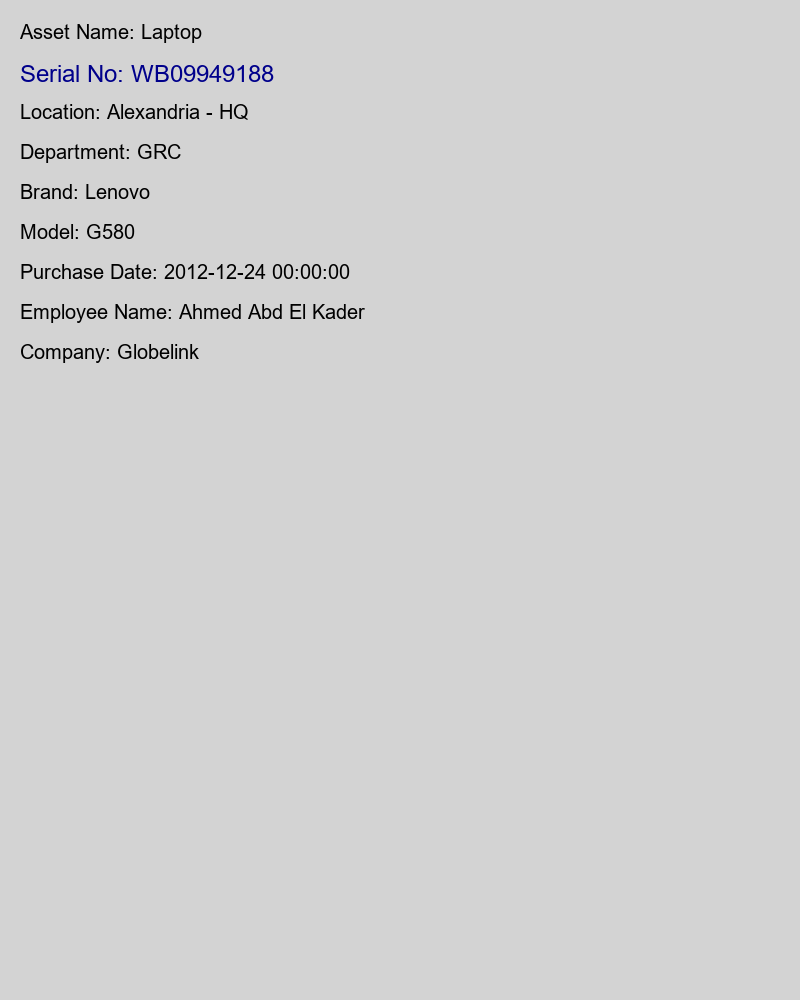 Asset Name: Laptop
Serial No: WB09949188
Location: Alexandria - HQ
Department: GRC
Brand: Lenovo
Model: G580
Purchase Date: 2012-12-24 00:00:00
Employee Name: Ahmed Abd El Kader
Company: Globelink